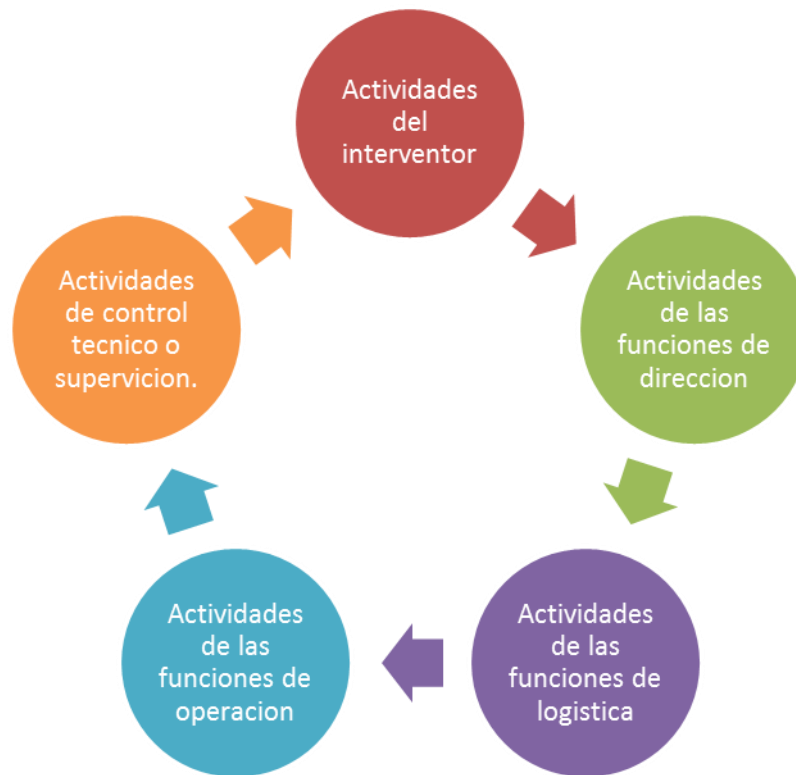 Actividades
del
interventor
Actividades
de las
funciones de
direccion
Actividades
de las
funciones de
logistica
Actividades
de las
funciones de
operacion
Actividades
de control
tecnico o
supervicion.